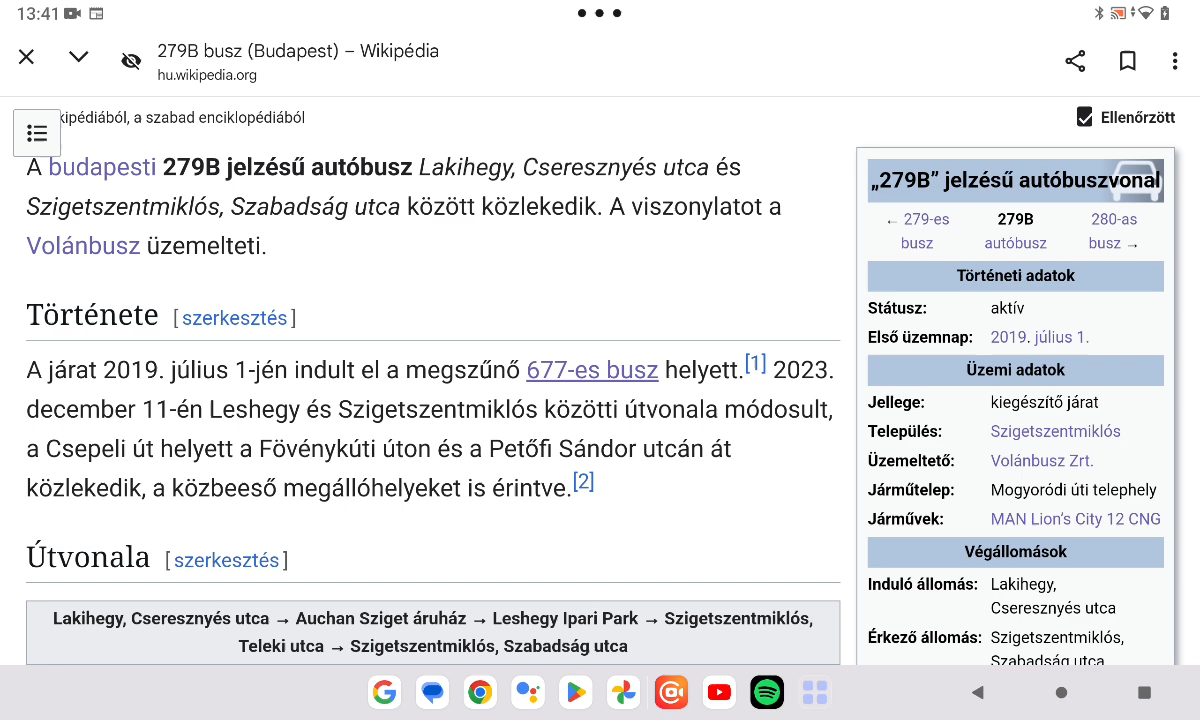 13:41
279B busz (Budapest) – Wikipédia
hu.wikipedia.org
kipédiából, a szabad enciklopédiából
Ellenőrzött
A budapesti 279B jelzésű autóbusz Lakihegy, Cseresznyés utca és
Szigetszentmiklós, Szabadság utca között közlekedik. A viszonylatot a
Volánbusz üzemelteti.
Története [szerkesztés]
A járat 2019. július 1-jén indult el a megszűnő 677-es busz helyett.[1] 2023.
december 11-én Leshegy és Szigetszentmiklós közötti útvonala módosult,
a Csepeli út helyett a Fövénykúti úton és a Petőfi Sándor utcán át
közlekedik, a közbeeső megállóhelyeket is érintve.[2]
Útvonala [szerkesztés]
Lakihegy, Cseresznyés utca → Auchan Sziget áruház → Leshegy Ipari Park → Szigetszentmiklós,
Teleki utca → Szigetszentmiklós, Szabadság utca
„279B” jelzésű autóbuszvonal
← 279-es busz
279B autóbusz
280-as busz →
Történeti adatok
Státusz: aktív
Első üzemnap: 2019. július 1.
Üzemi adatok
Jellege: kiegészítő járat
Település: Szigetszentmiklós
Üzemeltető: Volánbusz Zrt.
Járműtelep: Mogyoródi úti telephely
Járművek: MAN Lion's City 12 CNG
Végállomások
Induló állomás: Lakihegy,
Cseresznyés utca
Érkező állomás: Szigetszentmiklós,
Szabadság utca